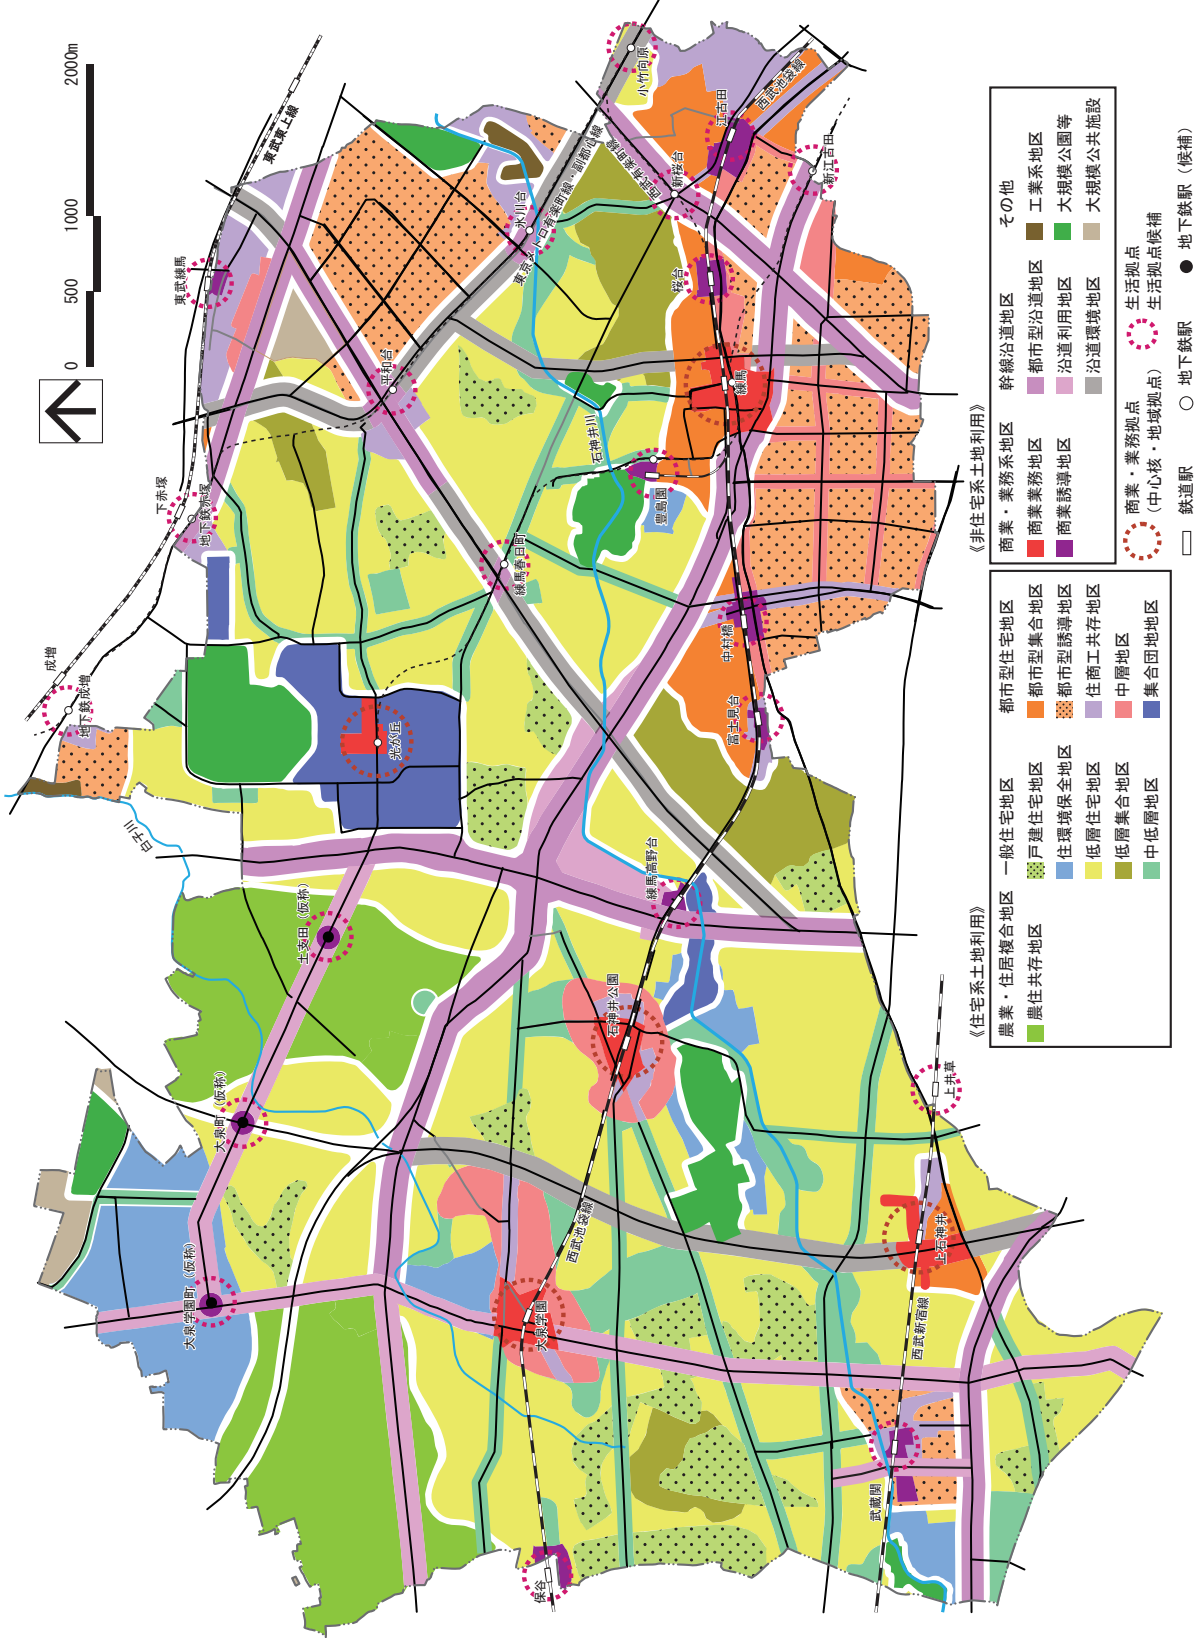 0
500
1000
2000m
東武東上線
東武練馬
下赤塚
地下鉄赤塚
成増
地下鉄成増
平和台
氷川台
小竹向原
東京メトロ有楽町線・副都心線
西武有楽町線
新桜台
江古田
西武池袋線
新江古田
桜台
練馬
石神井川
豊島園
練馬春日町
光が丘
中村橋
富士見台
練馬高野台
白子川
土支田(仮称)
大泉町(仮称)
大泉学園町(仮称)
石神井公園
西武池袋線
大泉学園
保谷
上井草
上石神井
西武新宿線
武蔵関
《住宅系土地利用》
農業・住居複合地区
農住共存地区
一般住宅地区
戸建住宅地区
住環境保全地区
低層住宅地区
低層集合地区
中低層地区
都市型住宅地区
都市型集合地区
都市型誘導地区
住商工共存地区
中層地区
集合団地地区
《非住宅系土地利用》
商業・業務系地区
商業業務地区
商業誘導地区
幹線沿道地区
都市型沿道地区
沿道利用地区
沿道環境地区
その他
工業系地区
大規模公園等
大規模公共施設
商業・業務拠点
(中心核・地域拠点)
生活拠点
生活拠点候補
鉄道駅
地下鉄駅
地下鉄駅(候補)